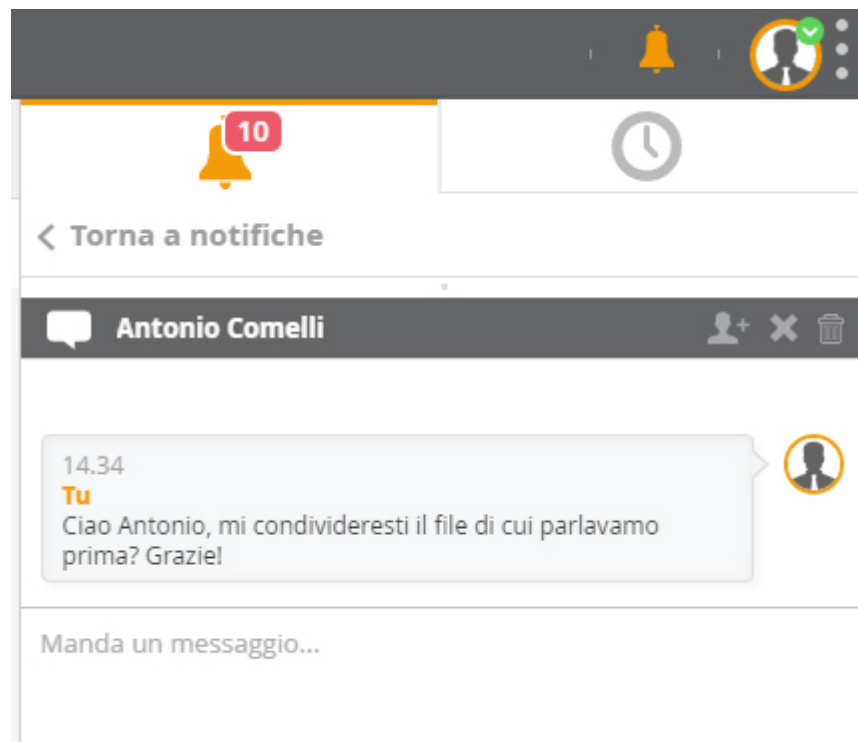 10
Torna a notifiche
Antonio Comelli
14.34
Tu
Ciao Antonio, mi condivideresti il file di cui parlavamo
prima? Grazie!
Manda un messaggio...